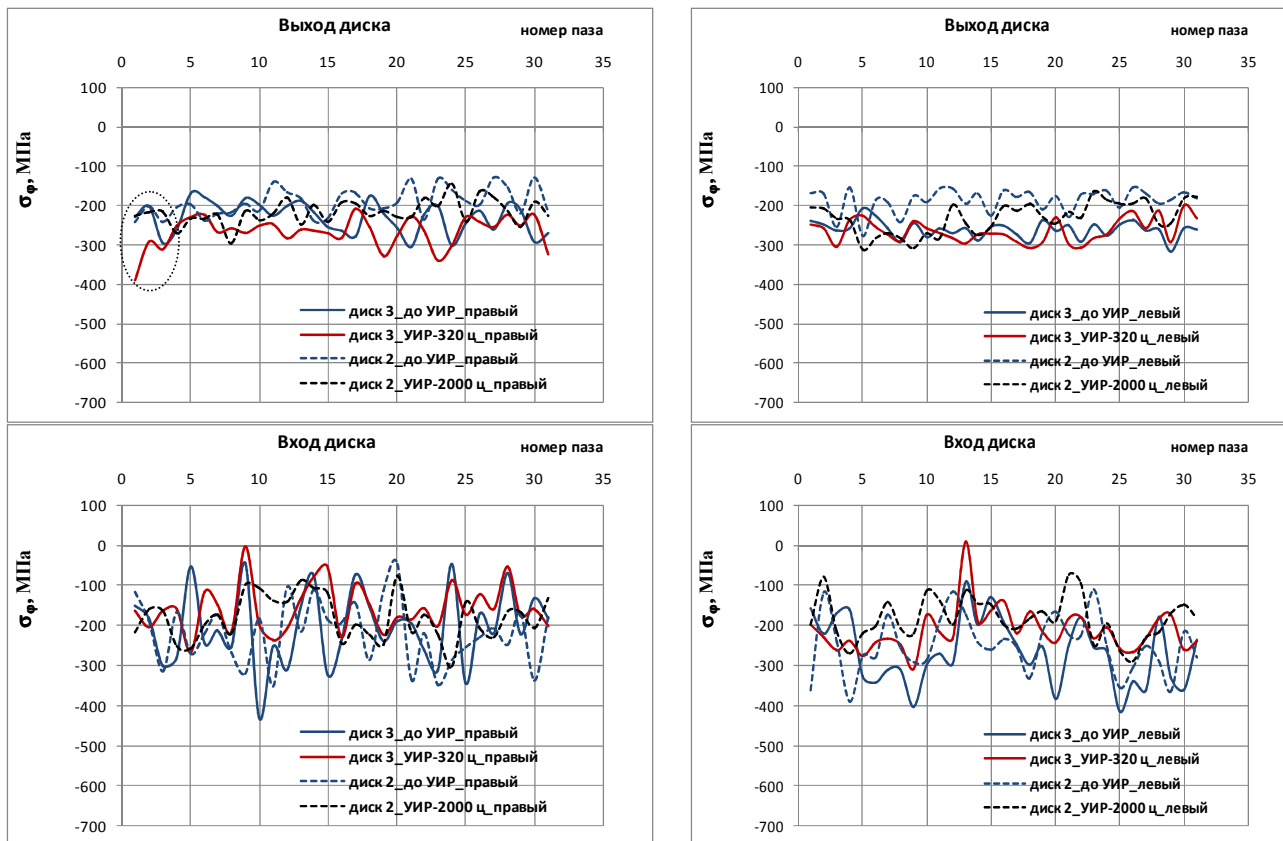 Выход диска
номер паза
0 5 10 15 20 25 30 35
100
0
-100
-200
-300
-400
-500
-600
-700
σφ, МПа
диск 3_до УИР_правый
диск 3_УИР-320 ц_правый
диск 2_до УИР_правый
диск 2_УИР-2000 ц_правый
Выход диска
номер паза
0 5 10 15 20 25 30 35
100
0
-100
-200
-300
-400
-500
-600
-700
σφ, МПа
диск 3_до УИР_левый
диск 3_УИР-320 ц_левый
диск 2_до УИР_левый
диск 2_УИР-2000 ц_левый
Вход диска
номер паза
0 5 10 15 20 25 30 35
100
0
-100
-200
-300
-400
-500
-600
-700
σφ, МПа
диск 3_до УИР_правый
диск 3_УИР-320 ц_правый
диск 2_до УИР_правый
диск 2_УИР-2000 ц_правый
Вход диска
номер паза
0 5 10 15 20 25 30 35
100
0
-100
-200
-300
-400
-500
-600
-700
σφ, МПа
диск 3_до УИР_левый
диск 3_УИР-320 ц_левый
диск 2_до УИР_левый
диск 2_УИР-2000 ц_левый